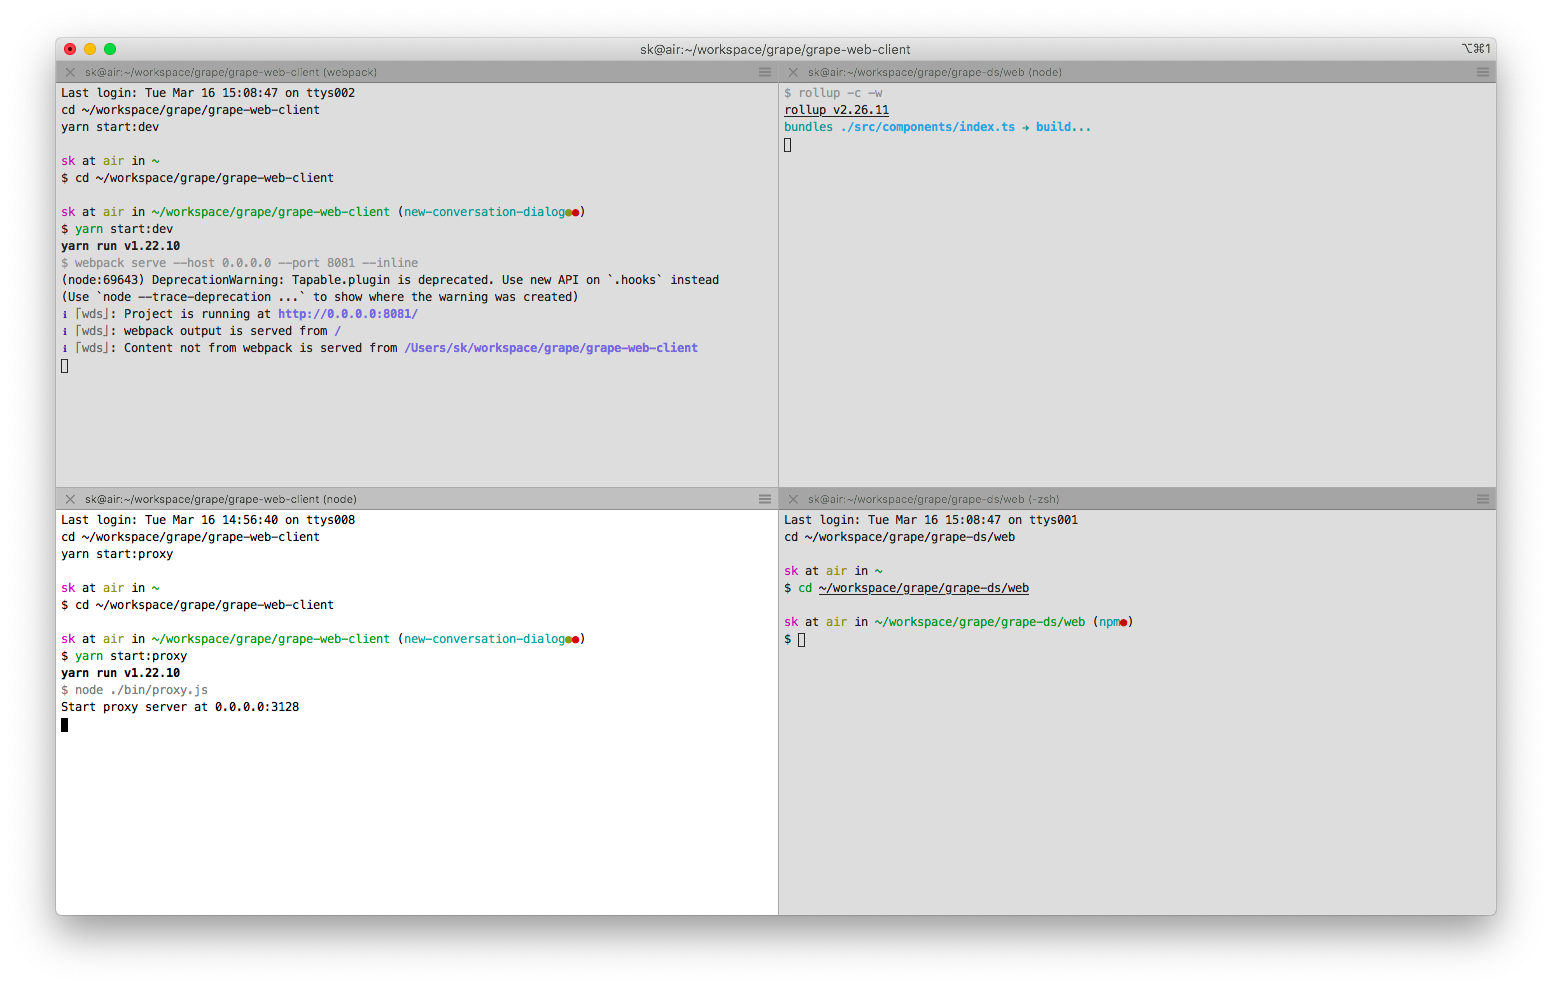 sk@air:~/workspace/grape/grape-web-client
⌥⌘1
sk@air:~/workspace/grape/grape-web-client (webpack)
Last login: Tue Mar 16 15:08:47 on ttys002
cd ~/workspace/grape/grape-web-client
yarn start:dev
sk at air in ~
$ cd ~/workspace/grape/grape-web-client
sk at air in ~/workspace/grape/grape-web-client (new-conversation-dialog●●)
$ yarn start:dev
yarn run v1.22.10
$ webpack serve --host 0.0.0.0 --port 8081 --inline
(node:69643) DeprecationWarning: Tapable.plugin is deprecated. Use new API on `.hooks` instead
(Use `node --trace-deprecation ...` to show where the warning was created)
ℹ ｢wds｣: Project is running at http://0.0.0.0:8081/
ℹ ｢wds｣: webpack output is served from /
ℹ ｢wds｣: Content not from webpack is served from /Users/sk/workspace/grape/grape-web-client
sk@air:~/workspace/grape/grape-ds/web (node)
$ rollup -c -w
rollup v2.26.11
bundles ./src/components/index.ts → build...
sk@air:~/workspace/grape/grape-web-client (node)
Last login: Tue Mar 16 14:56:40 on ttys008
cd ~/workspace/grape/grape-web-client
yarn start:proxy
sk at air in ~
$ cd ~/workspace/grape/grape-web-client
sk at air in ~/workspace/grape/grape-web-client (new-conversation-dialog●●)
$ yarn start:proxy
yarn run v1.22.10
$ node ./bin/proxy.js
Start proxy server at 0.0.0.0:3128
sk@air:~/workspace/grape/grape-ds/web (-zsh)
Last login: Tue Mar 16 15:08:47 on ttys001
cd ~/workspace/grape/grape-ds/web
sk at air in ~
$ cd ~/workspace/grape/grape-ds/web
sk at air in ~/workspace/grape/grape-ds/web (npm●)
$